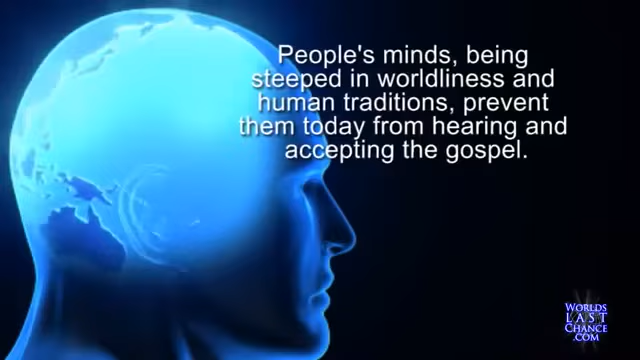 People's minds, being
steeped in worldliness and
human traditions, prevent
them today from hearing and
accepting the gospel.
WORLDS
LAST
CHANCE
.COM